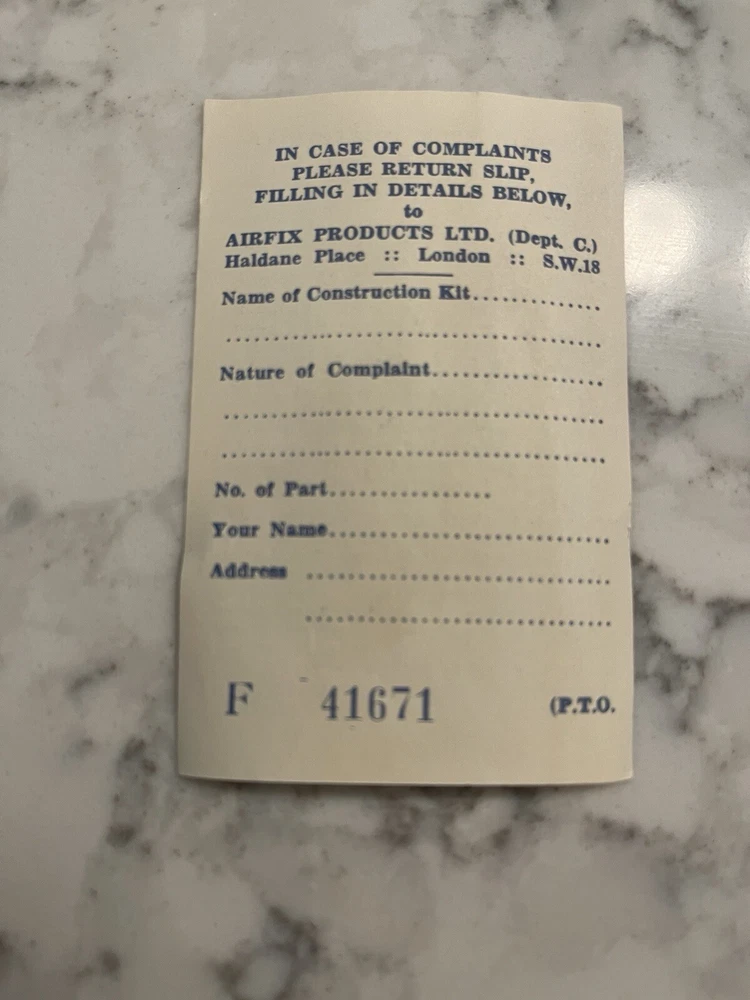 IN CASE OF COMPLAINTS
PLEASE RETURN SLIP,
FILLING IN DETAILS BELOW,
to
AIRFIX PRODUCTS LTD. (Dept. C.)
Haldane Place :: London :: S.W.18
Name of Construction Kit..............
........................................
Nature of Complaint...................
........................................
........................................
No. of Part.................
Your Name..............................
Address ...............................
...............................
F 41671 (P.T.O.